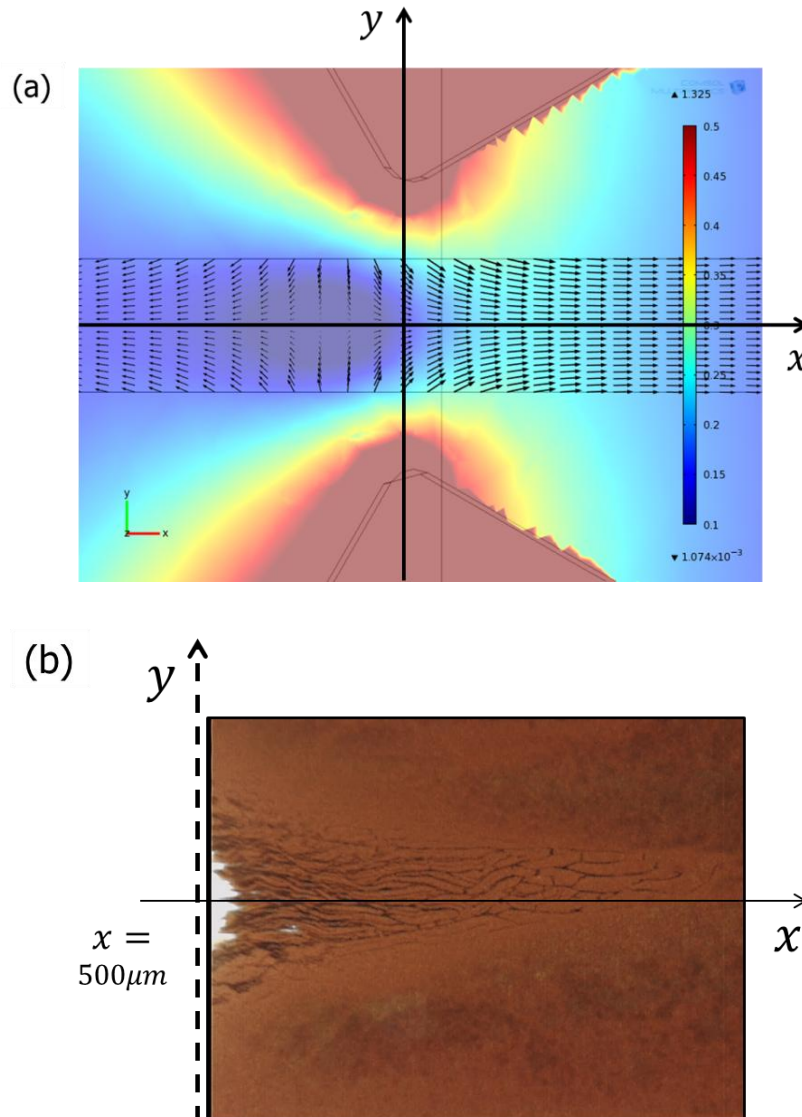 y
(a)
▲ 1.325
0.5
0.45
0.4
0.35
0.25
x
0.2
0.15
0.1
y
z x
▼ 1.074×10⁻³
(b)
y
x =
500μm
x